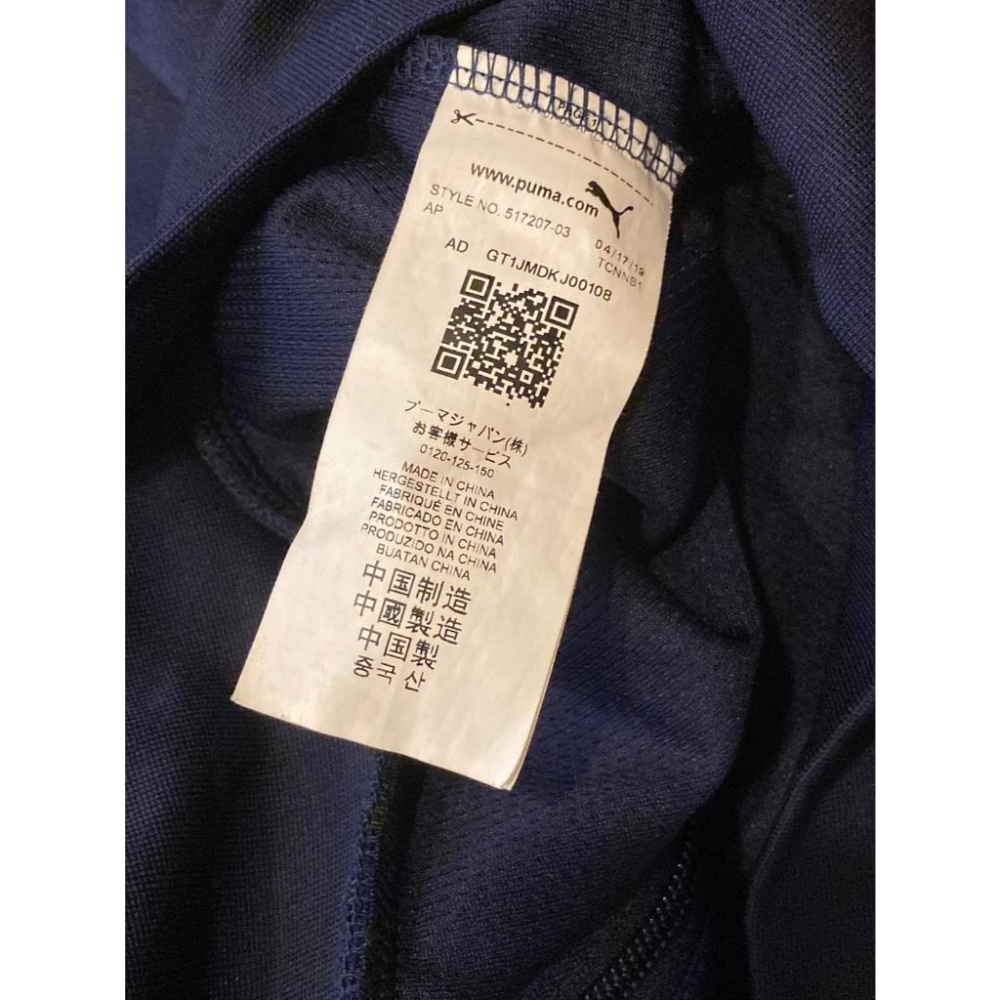 PAGE 1
www.puma.com
STYLE NO. 517207-03 04/17/19
AP TCNNS1
AD GT1JMDKJ00108
プーマジャパン(株)
お客様サービス
0120-125-150
MADE IN CHINA
HERGESTELLT IN CHINA
FABRIQUÉ EN CHINE
FABRICADO EN CHINA
PRODOTTO IN CHINA
PRODUZIDO NA CHINA
BUATAN CHINA
中国制造
中國製造
中国製
중국 산